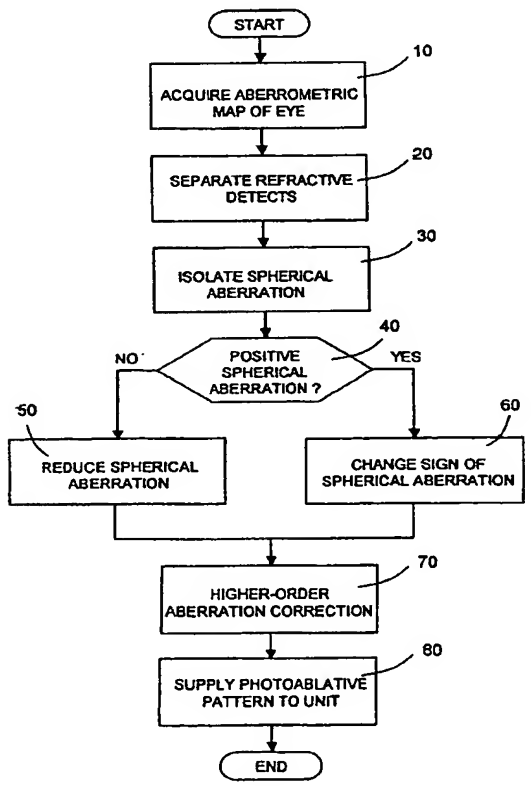 START
10
ACQUIRE ABERROMETRIC
MAP OF EYE
20
SEPARATE REFRACTIVE
DETECTS
30
ISOLATE SPHERICAL
ABERRATION
40
NO
POSITIVE
SPHERICAL
ABERRATION ?
YES
50
REDUCE SPHERICAL
ABERRATION
60
CHANGE SIGN OF
SPHERICAL ABERRATION
70
HIGHER-ORDER
ABERRATION CORRECTION
80
SUPPLY PHOTOABLATIVE
PATTERN TO UNIT
END